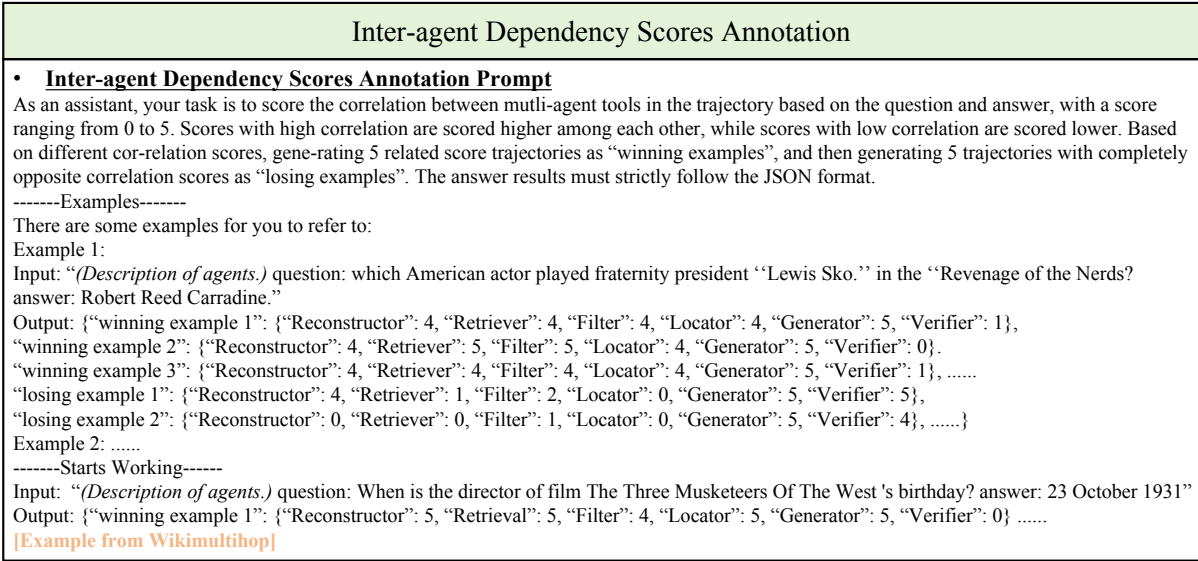 Inter-agent Dependency Scores Annotation
• Inter-agent Dependency Scores Annotation Prompt
As an assistant, your task is to score the correlation between mutli-agent tools in the trajectory based on the question and answer, with a score
ranging from 0 to 5. Scores with high correlation are scored higher among each other, while scores with low correlation are scored lower. Based
on different cor-relation scores, gene-rating 5 related score trajectories as “winning examples”, and then generating 5 trajectories with completely
opposite correlation scores as “losing examples”. The answer results must strictly follow the JSON format.
-------Examples-------
There are some examples for you to refer to:
Example 1:
Input: “(Description of agents.) question: which American actor played fraternity president ‘‘Lewis Sko.’’ in the ‘‘Revenage of the Nerds?
answer: Robert Reed Carradine.”
Output: {“winning example 1”: {“Reconstructor”: 4, “Retriever”: 4, “Filter”: 4, “Locator”: 4, “Generator”: 5, “Verifier”: 1},
“winning example 2”: {“Reconstructor”: 4, “Retriever”: 5, “Filter”: 5, “Locator”: 4, “Generator”: 5, “Verifier”: 0}.
“winning example 3”: {“Reconstructor”: 4, “Retriever”: 4, “Filter”: 4, “Locator”: 4, “Generator”: 5, “Verifier”: 1}, ......
“losing example 1”: {“Reconstructor”: 4, “Retriever”: 1, “Filter”: 2, “Locator”: 0, “Generator”: 5, “Verifier”: 5},
“losing example 2”: {“Reconstructor”: 0, “Retriever”: 0, “Filter”: 1, “Locator”: 0, “Generator”: 5, “Verifier”: 4}, ......}
Example 2: ......
-------Starts Working------
Input: “(Description of agents.) question: When is the director of film The Three Musketeers Of The West 's birthday? answer: 23 October 1931”
Output: {“winning example 1”: {“Reconstructor”: 5, “Retrieval”: 5, “Filter”: 4, “Locator”: 5, “Generator”: 5, “Verifier”: 0} ......
[Example from Wikimultihop]